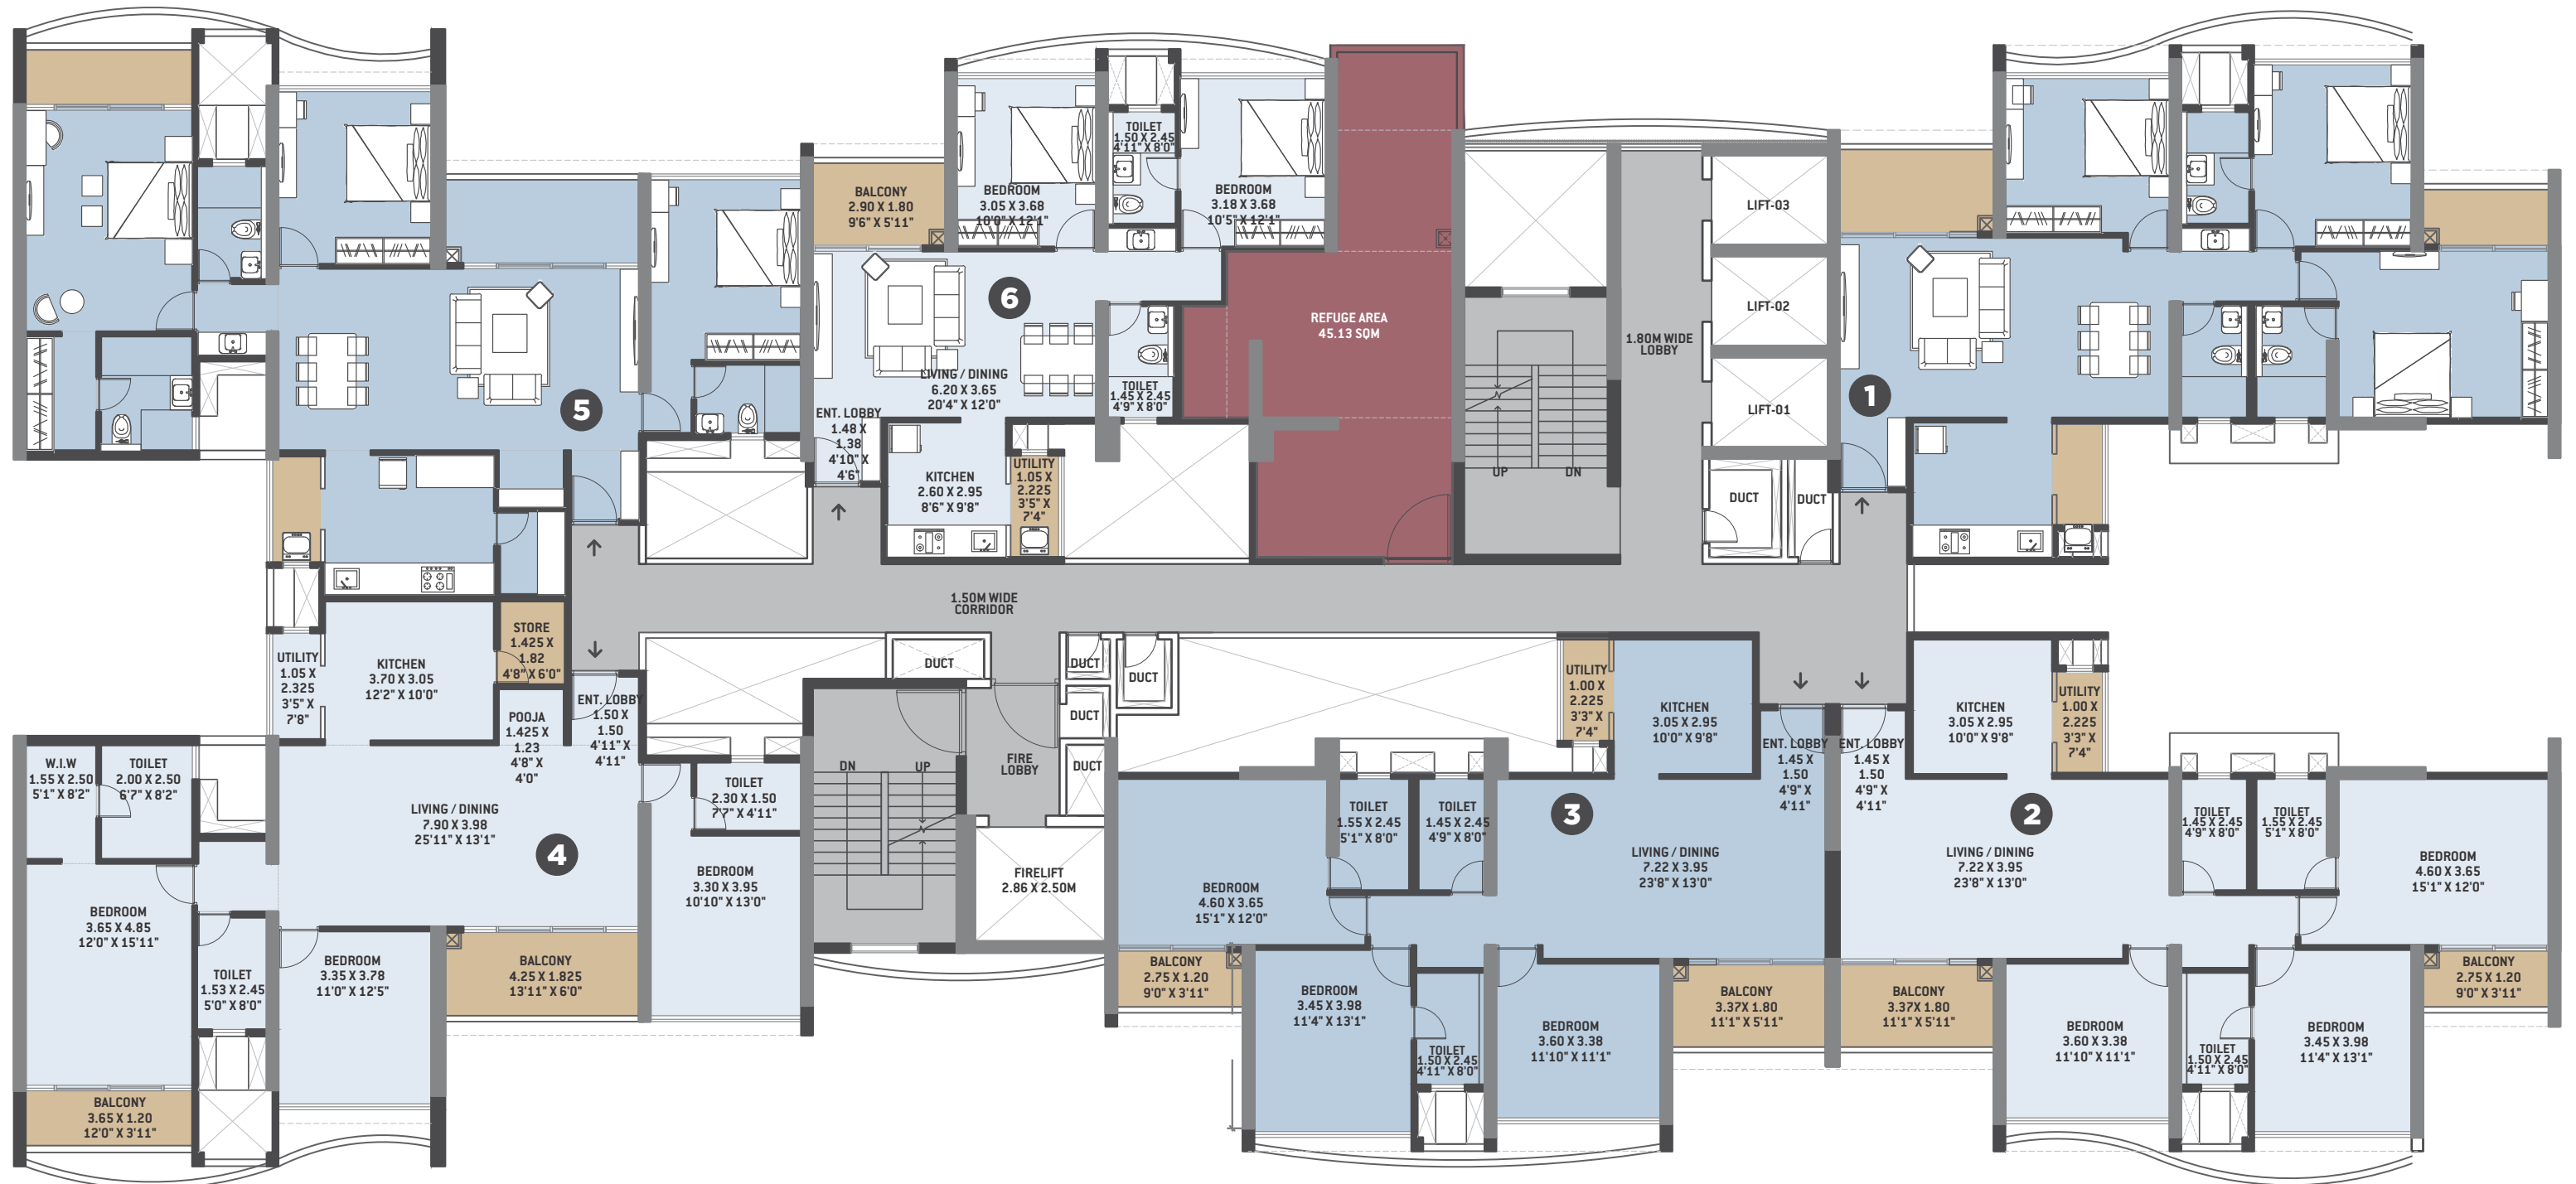 BALCONY
2.90 X 1.80
9'6" X 5'11"
BEDROOM
3.05 X 3.68
10'0" X 12'1"
TOILET
1.50 X 2.45
4'11" X 8'0"
BEDROOM
3.18 X 3.68
10'5" X 12'1"
6
LIVING / DINING
6.20 X 3.65
20'4" X 12'0"
TOILET
1.45 X 2.45
4'9" X 8'0"
ENT. LOBBY
1.48 X
1.38
4'10" X
4'6"
KITCHEN
2.60 X 2.95
8'6" X 9'8"
UTILITY
1.05 X
2.225
3'5" X
7'4"
REFUGE AREA
45.13 SQM
UP
DN
1.80M WIDE
LOBBY
LIFT-03
LIFT-02
LIFT-01
DUCT
DUCT
1
5
1.50M WIDE
CORRIDOR
STORE
1.425 X
1.82
4'8" X 6'0"
UTILITY
1.05 X
2.325
3'5" X
7'8"
KITCHEN
3.70 X 3.05
12'2" X 10'0"
POOJA
1.425 X
1.23
4'8" X
4'0"
ENT. LOBBY
1.50 X
1.50
4'11" X
4'11"
W.I.W
1.55 X 2.50
5'1" X 8'2"
TOILET
2.00 X 2.50
6'7" X 8'2"
LIVING / DINING
7.90 X 3.98
25'11" X 13'1"
4
TOILET
2.30 X 1.50
7'7" X 4'11"
BEDROOM
3.30 X 3.95
10'10" X 13'0"
BEDROOM
3.65 X 4.85
12'0" X 15'11"
TOILET
1.53 X 2.45
5'0" X 8'0"
BEDROOM
3.35 X 3.78
11'0" X 12'5"
BALCONY
4.25 X 1.825
13'11" X 6'0"
BALCONY
3.65 X 1.20
12'0" X 3'11"
DUCT
DUCT
DUCT
DUCT
DUCT
DN
UP
FIRE
LOBBY
FIRELIFT
2.86 X 2.50M
UTILITY
1.00 X
2.225
3'3" X
7'4"
KITCHEN
3.05 X 2.95
10'0" X 9'8"
ENT. LOBBY
1.45 X
1.50
4'9" X
4'11"
TOILET
1.55 X 2.45
5'1" X 8'0"
TOILET
1.45 X 2.45
4'9" X 8'0"
3
LIVING / DINING
7.22 X 3.95
23'8" X 13'0"
BEDROOM
4.60 X 3.65
15'1" X 12'0"
BALCONY
2.75 X 1.20
9'0" X 3'11"
BEDROOM
3.45 X 3.98
11'4" X 13'1"
TOILET
1.50 X 2.45
4'11" X 8'0"
BEDROOM
3.60 X 3.38
11'10" X 11'1"
BALCONY
3.37X 1.80
11'1" X 5'11"
ENT. LOBBY
1.45 X
1.50
4'9" X
4'11"
KITCHEN
3.05 X 2.95
10'0" X 9'8"
UTILITY
1.00 X
2.225
3'3" X
7'4"
2
LIVING / DINING
7.22 X 3.95
23'8" X 13'0"
TOILET
1.45 X 2.45
4'9" X 8'0"
TOILET
1.55 X 2.45
5'1" X 8'0"
BEDROOM
4.60 X 3.65
15'1" X 12'0"
BALCONY
3.37X 1.80
11'1" X 5'11"
BEDROOM
3.60 X 3.38
11'10" X 11'1"
TOILET
1.50 X 2.45
4'11" X 8'0"
BEDROOM
3.45 X 3.98
11'4" X 13'1"
BALCONY
2.75 X 1.20
9'0" X 3'11"